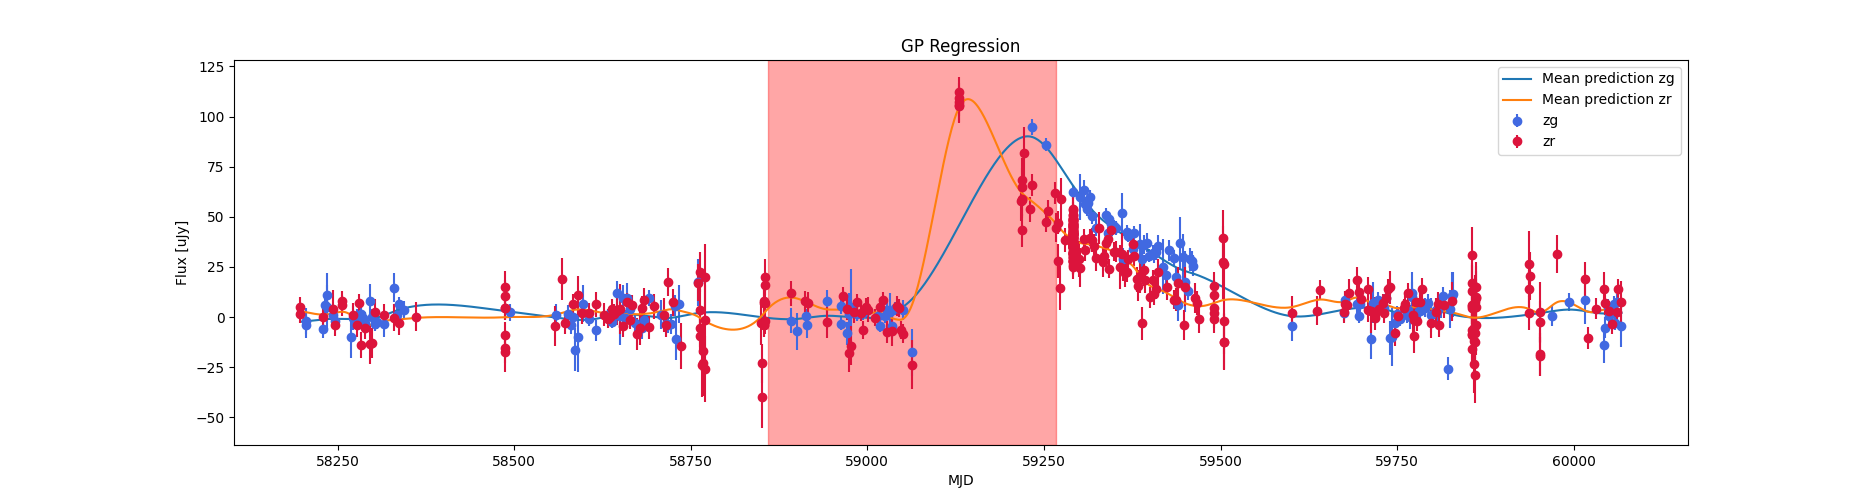 GP Regression
125
100
75
50
25
0
−25
−50
Flux [uJy]
58250
58500
58750
59000
59250
59500
59750
60000
MJD
Mean prediction zg
Mean prediction zr
zg
zr